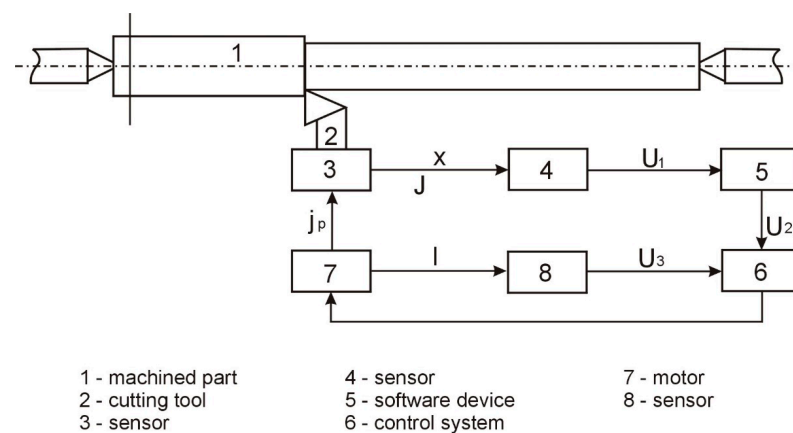 1
2
3 x J 4 U1 5
jp U2
7 I 8 U3 6
1 - machined part 4 - sensor 7 - motor
2 - cutting tool 5 - software device 8 - sensor
3 - sensor 6 - control system